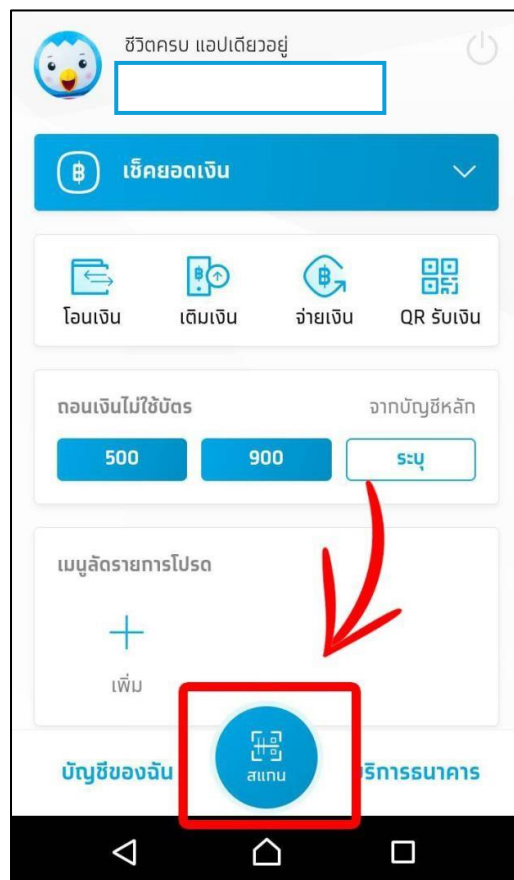 ชีวิตครบ แอปเดียวอยู่
฿ เช็คยอดเงิน
โอนเงิน เติมเงิน จ่ายเงิน QR รับเงิน
ถอนเงินไม่ใช้บัตร จากบัญชีหลัก
500 900 ระบุ
เมนูลัดรายการโปรด
เพิ่ม
บัญชีของฉัน สแกน ริการธนาคาร